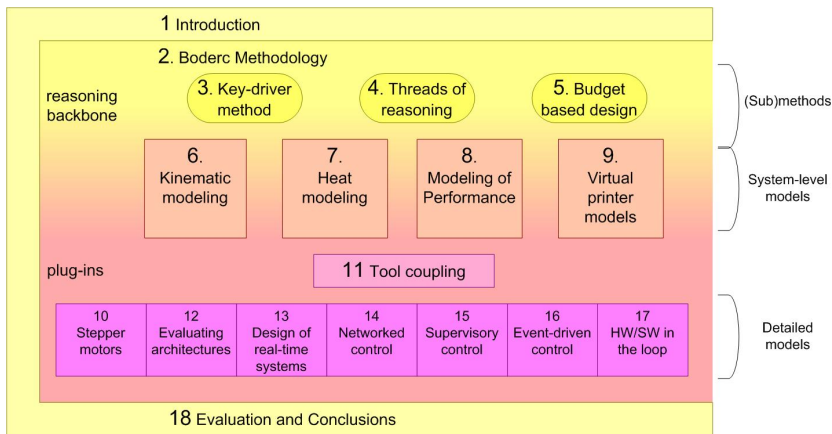 1 Introduction
2. Boderc Methodology
reasoning
backbone
3. Key-driver
method
4. Threads of
reasoning
5. Budget
based design
(Sub)methods
6.
Kinematic
modeling
7.
Heat
modeling
8.
Modeling of
Performance
9.
Virtual
printer
models
System-level
models
plug-ins
11 Tool coupling
10
Stepper
motors
12
Evaluating
architectures
13
Design of
real-time
systems
14
Networked
control
15
Supervisory
control
16
Event-driven
control
17
HW/SW in
the loop
Detailed
models
18 Evaluation and Conclusions